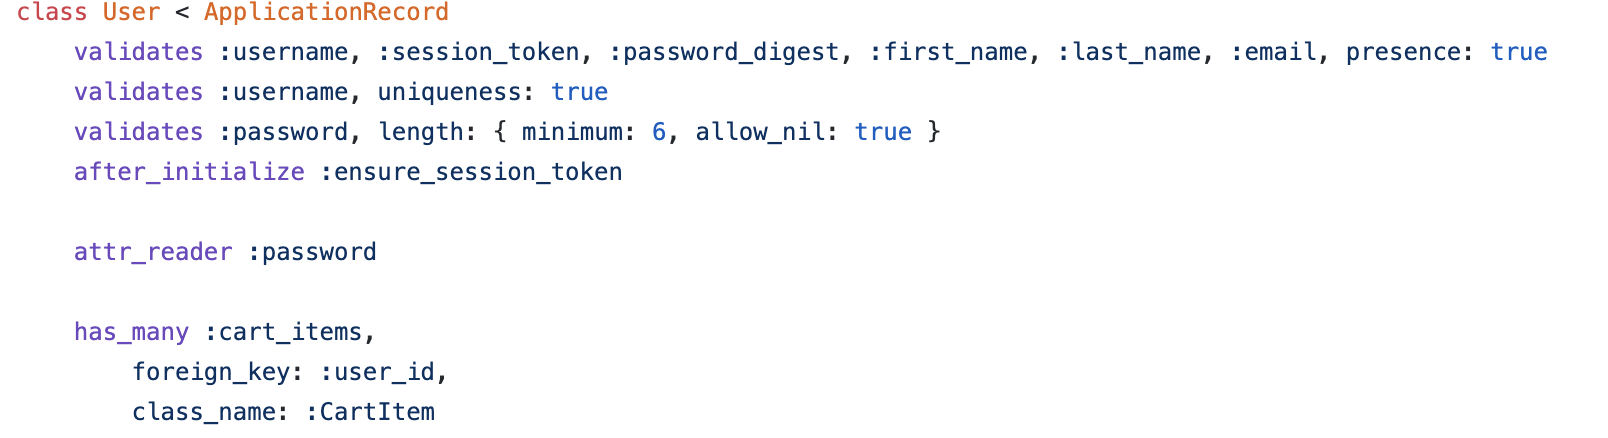 class User < ApplicationRecord
    validates :username, :session_token, :password_digest, :first_name, :last_name, :email, presence: true
    validates :username, uniqueness: true
    validates :password, length: { minimum: 6, allow_nil: true }
    after_initialize :ensure_session_token
    attr_reader :password
    has_many :cart_items,
        foreign_key: :user_id,
        class_name: :CartItem